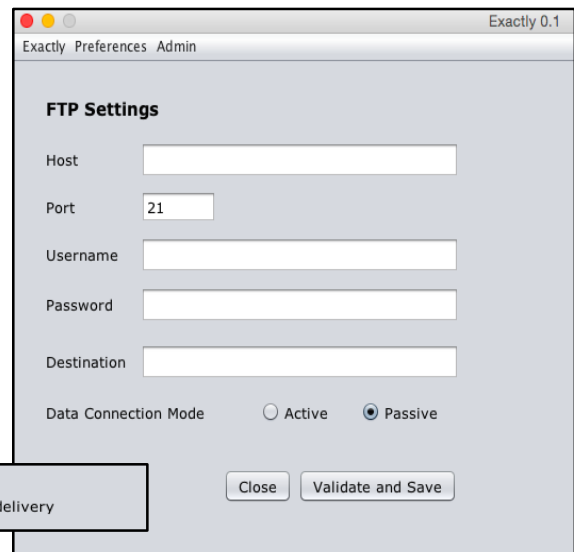 Exactly 0.1
Exactly Preferences Admin
FTP Settings
Host
Port 21
Username
Password
Destination
Data Connection Mode Active Passive
Close Validate and Save
delivery